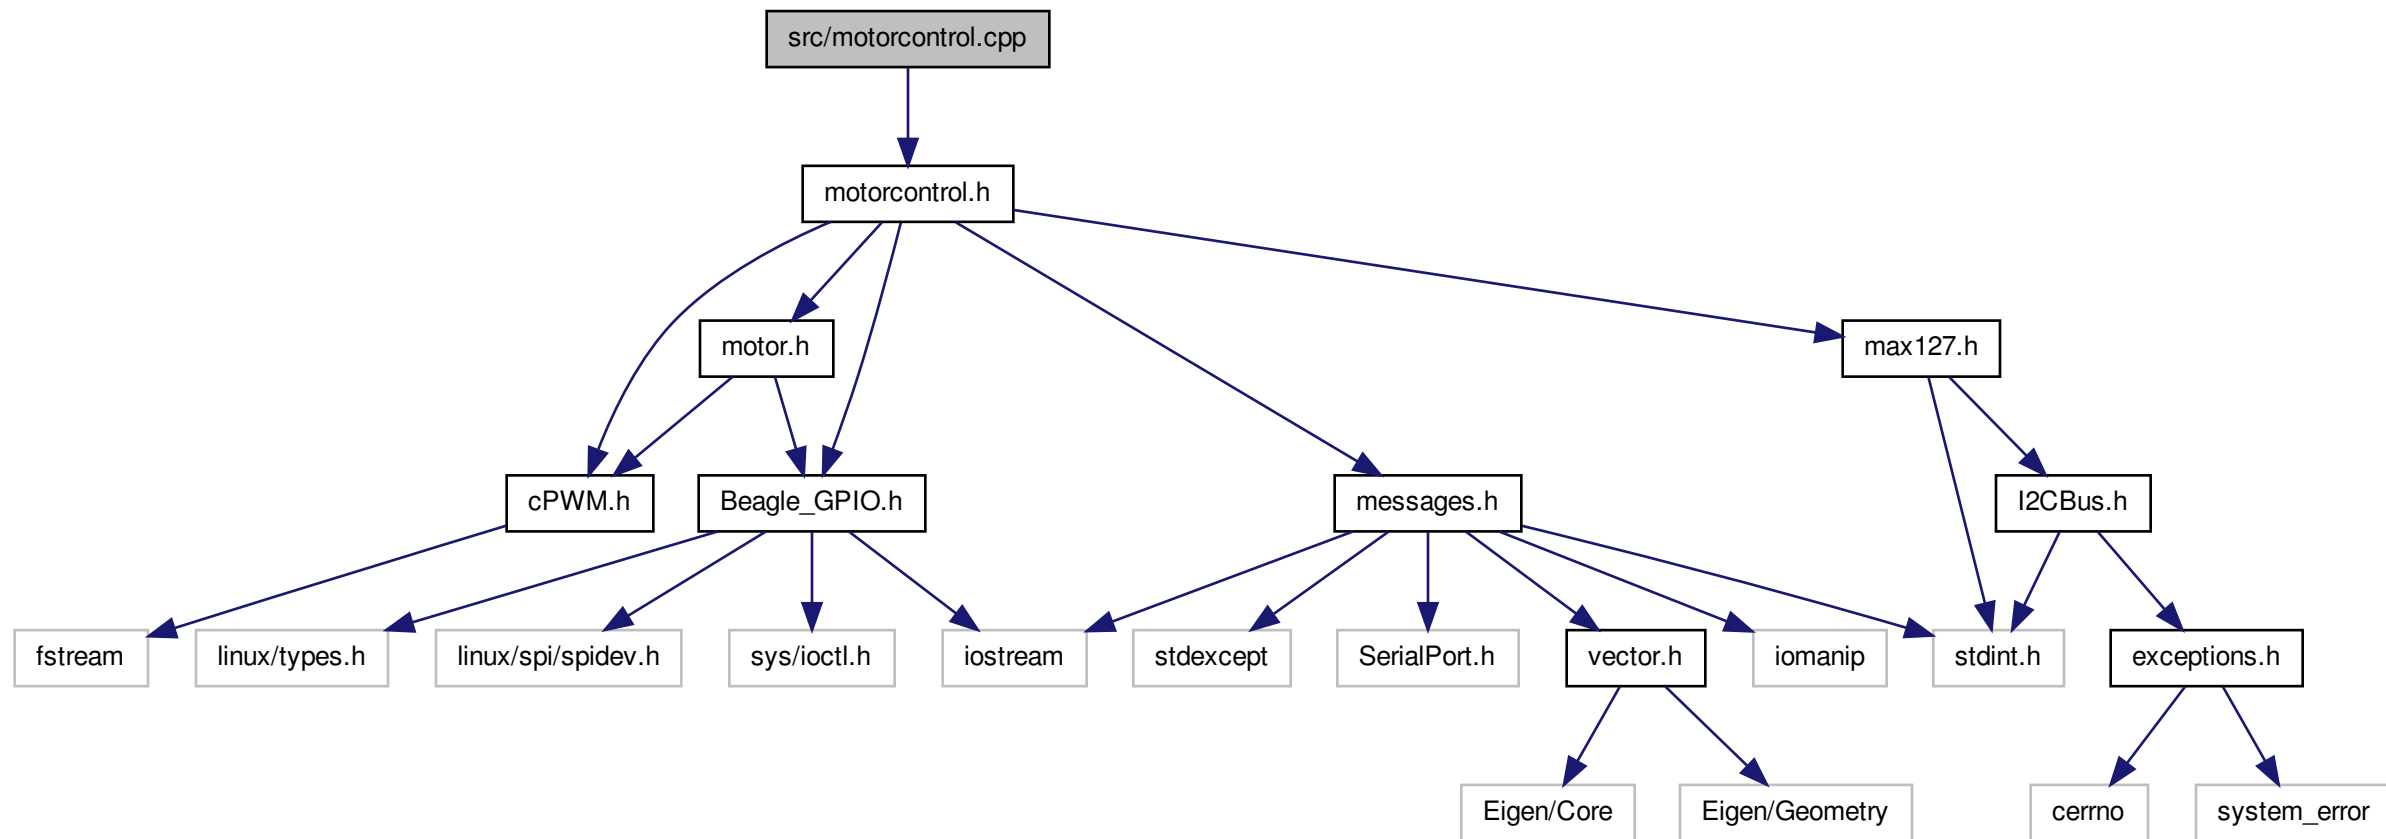 src/motorcontrol.cpp
motorcontrol.h
motor.h
max127.h
cPWM.h
Beagle_GPIO.h
messages.h
I2CBus.h
fstream
linux/types.h
linux/spi/spidev.h
sys/ioctl.h
iostream
stdexcept
SerialPort.h
vector.h
iomanip
stdint.h
exceptions.h
Eigen/Core
Eigen/Geometry
cerrno
system_error